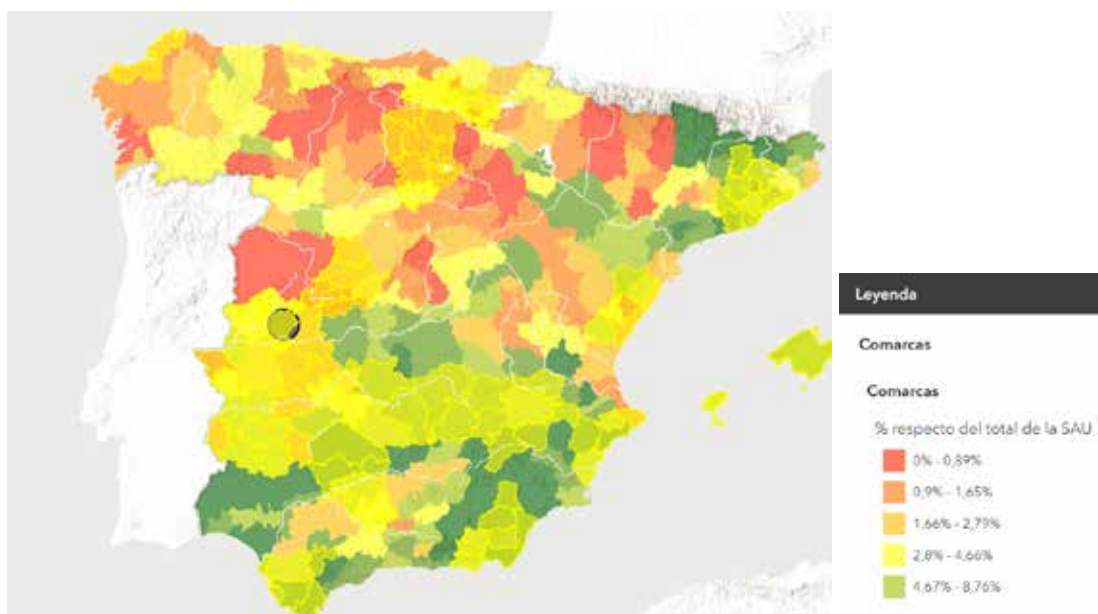 Leyenda
Comarcas
Comarcas
% respecto del total de la SAU
0% - 0,89%
0,9% - 1,65%
1,66% - 2,79%
2,8% - 4,66%
4,67% - 8,76%